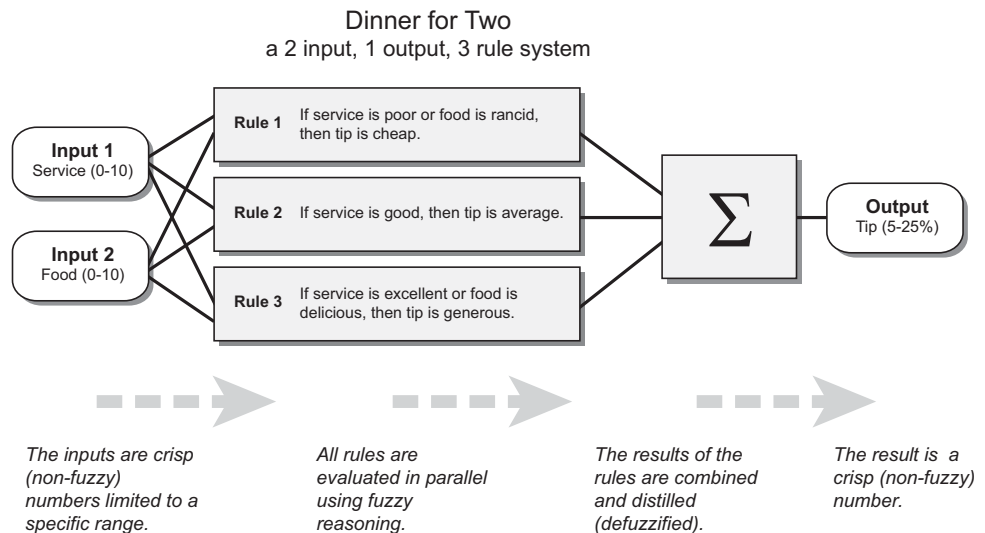 Dinner for Two
a 2 input, 1 output, 3 rule system
Input 1
Service (0-10)
Input 2
Food (0-10)
Rule 1 If service is poor or food is rancid,
then tip is cheap.
Rule 2 If service is good, then tip is average.
Rule 3 If service is excellent or food is
delicious, then tip is generous.
Σ
Output
Tip (5-25%)
The inputs are crisp
(non-fuzzy)
numbers limited to a
specific range.
All rules are
evaluated in parallel
using fuzzy
reasoning.
The results of the
rules are combined
and distilled
(defuzzified).
The result is a
crisp (non-fuzzy)
number.